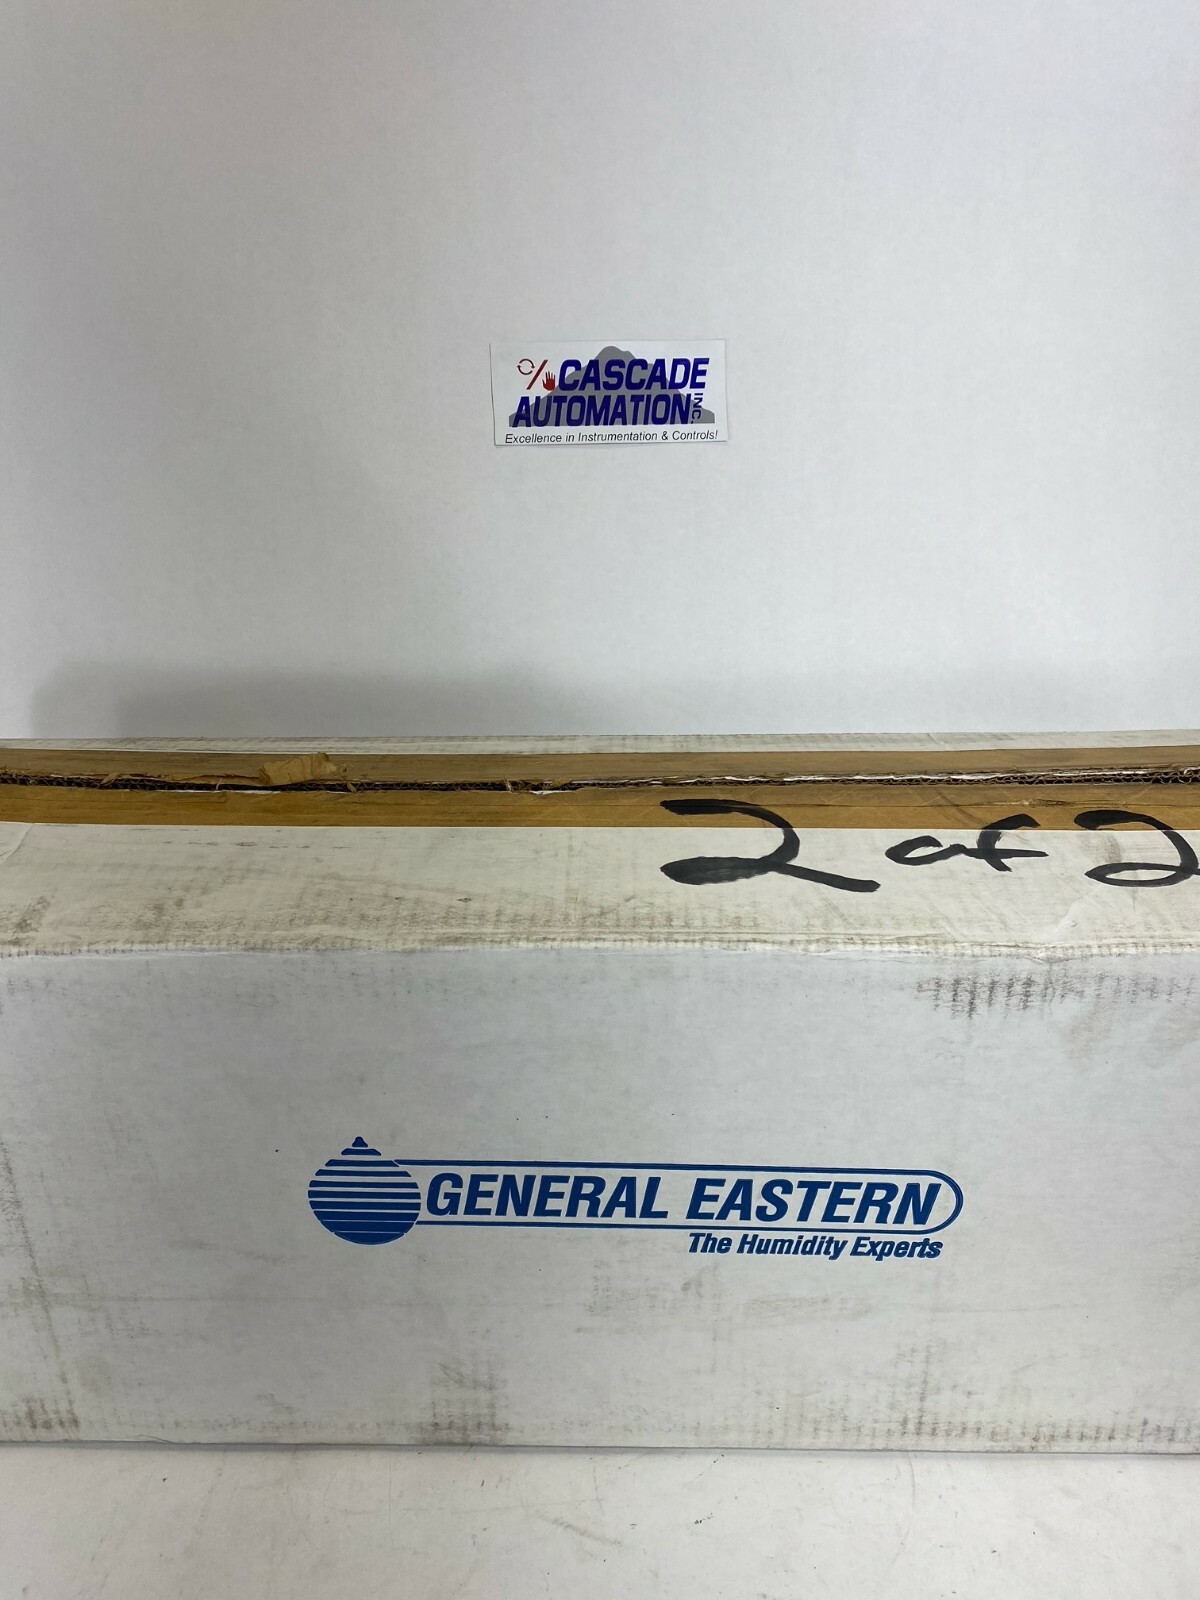 CASCADE
AUTOMATION INC.
Excellence in Instrumentation & Controls!
2 of 2
GENERAL EASTERN
The Humidity Experts